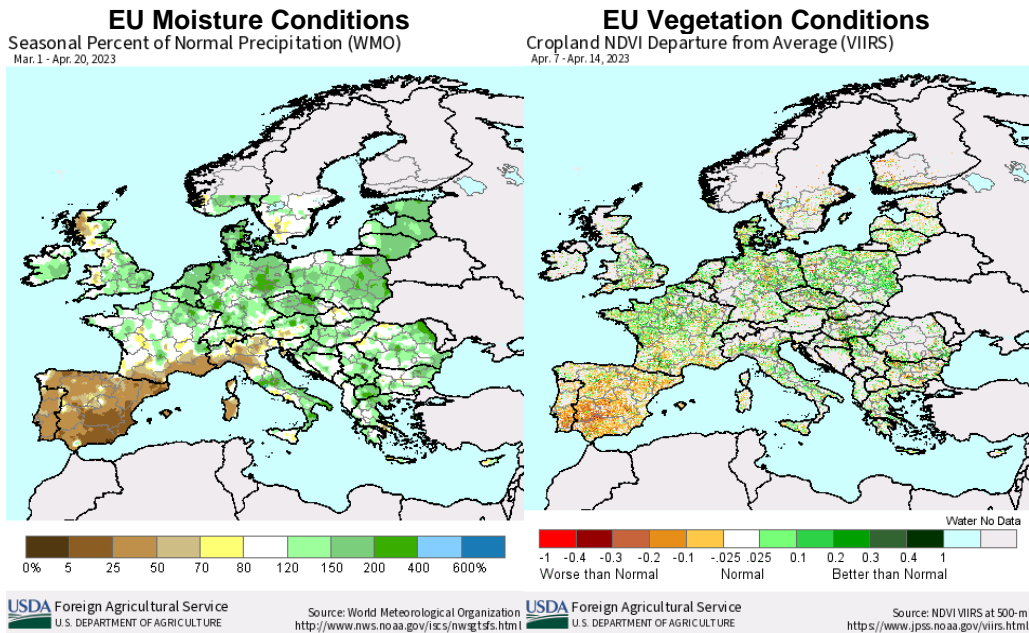 EU Moisture Conditions
Seasonal Percent of Normal Precipitation (WMO)
Mar. 1 - Apr. 20, 2023
0% 5 25 50 70 80 120 150 200 400 600%
USDA Foreign Agricultural Service
U.S. DEPARTMENT OF AGRICULTURE
Source: World Meteorological Organization
http://www.nws.noaa.gov/iscs/nwsgtsfs.html
EU Vegetation Conditions
Cropland NDVI Departure from Average (VIIRS)
Apr. 7 - Apr. 14, 2023
Water No Data
-1 -0.4 -0.3 -0.2 -0.1 -.025 .025 0.1 0.2 0.3 0.4 1
Worse than Normal Normal Better than Normal
USDA Foreign Agricultural Service
U.S. DEPARTMENT OF AGRICULTURE
Source: NDVI VIIRS at 500-m
https://www.jpss.noaa.gov/viirs.html